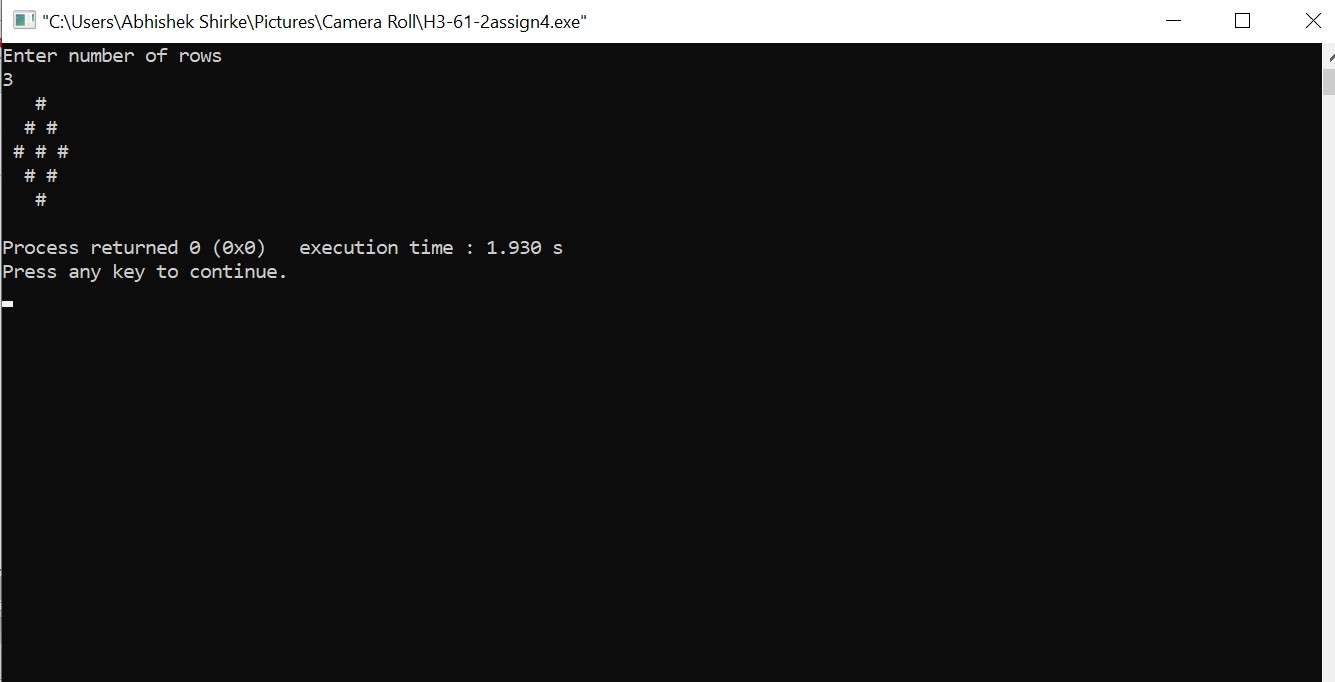 "C:\Users\Abhishek Shirke\Pictures\Camera Roll\H3-61-2assign4.exe"
Enter number of rows
3
   #
  # #
 # # #
  # #
   #
Process returned 0 (0x0)   execution time : 1.930 s
Press any key to continue.